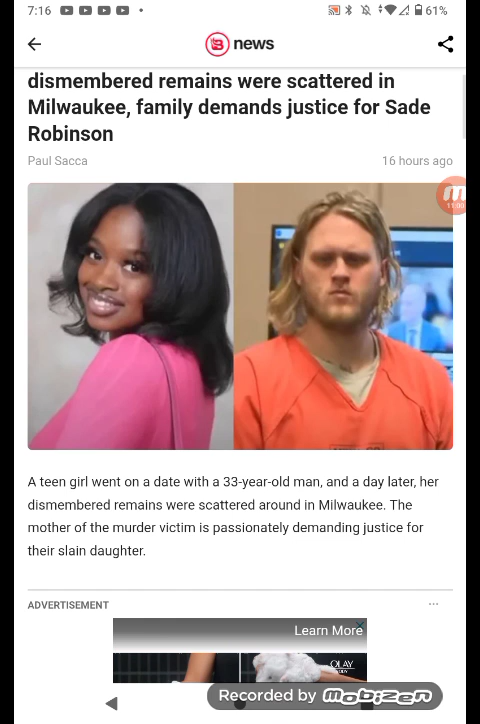 7:16
61%
news
dismembered remains were scattered in
Milwaukee, family demands justice for Sade
Robinson
Paul Sacca
16 hours ago
11:00
A teen girl went on a date with a 33-year-old man, and a day later, her
dismembered remains were scattered around in Milwaukee. The
mother of the murder victim is passionately demanding justice for
their slain daughter.
ADVERTISEMENT
Learn More
OLAY
Recorded by mobizen